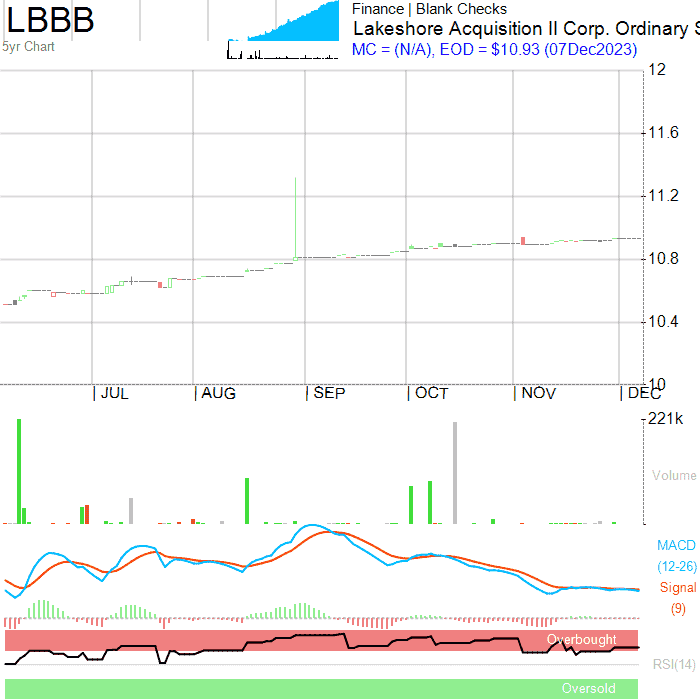 LBBB
5yr Chart
Finance | Blank Checks
Lakeshore Acquisition II Corp. Ordinary S
MC = (N/A), EOD = $10.93 (07Dec2023)
12
11.6
11.2
10.8
10.4
10
JUL
AUG
SEP
OCT
NOV
DEC
221k
Volume
MACD
(12-26)
Signal
(9)
Overbought
RSI(14)
Oversold